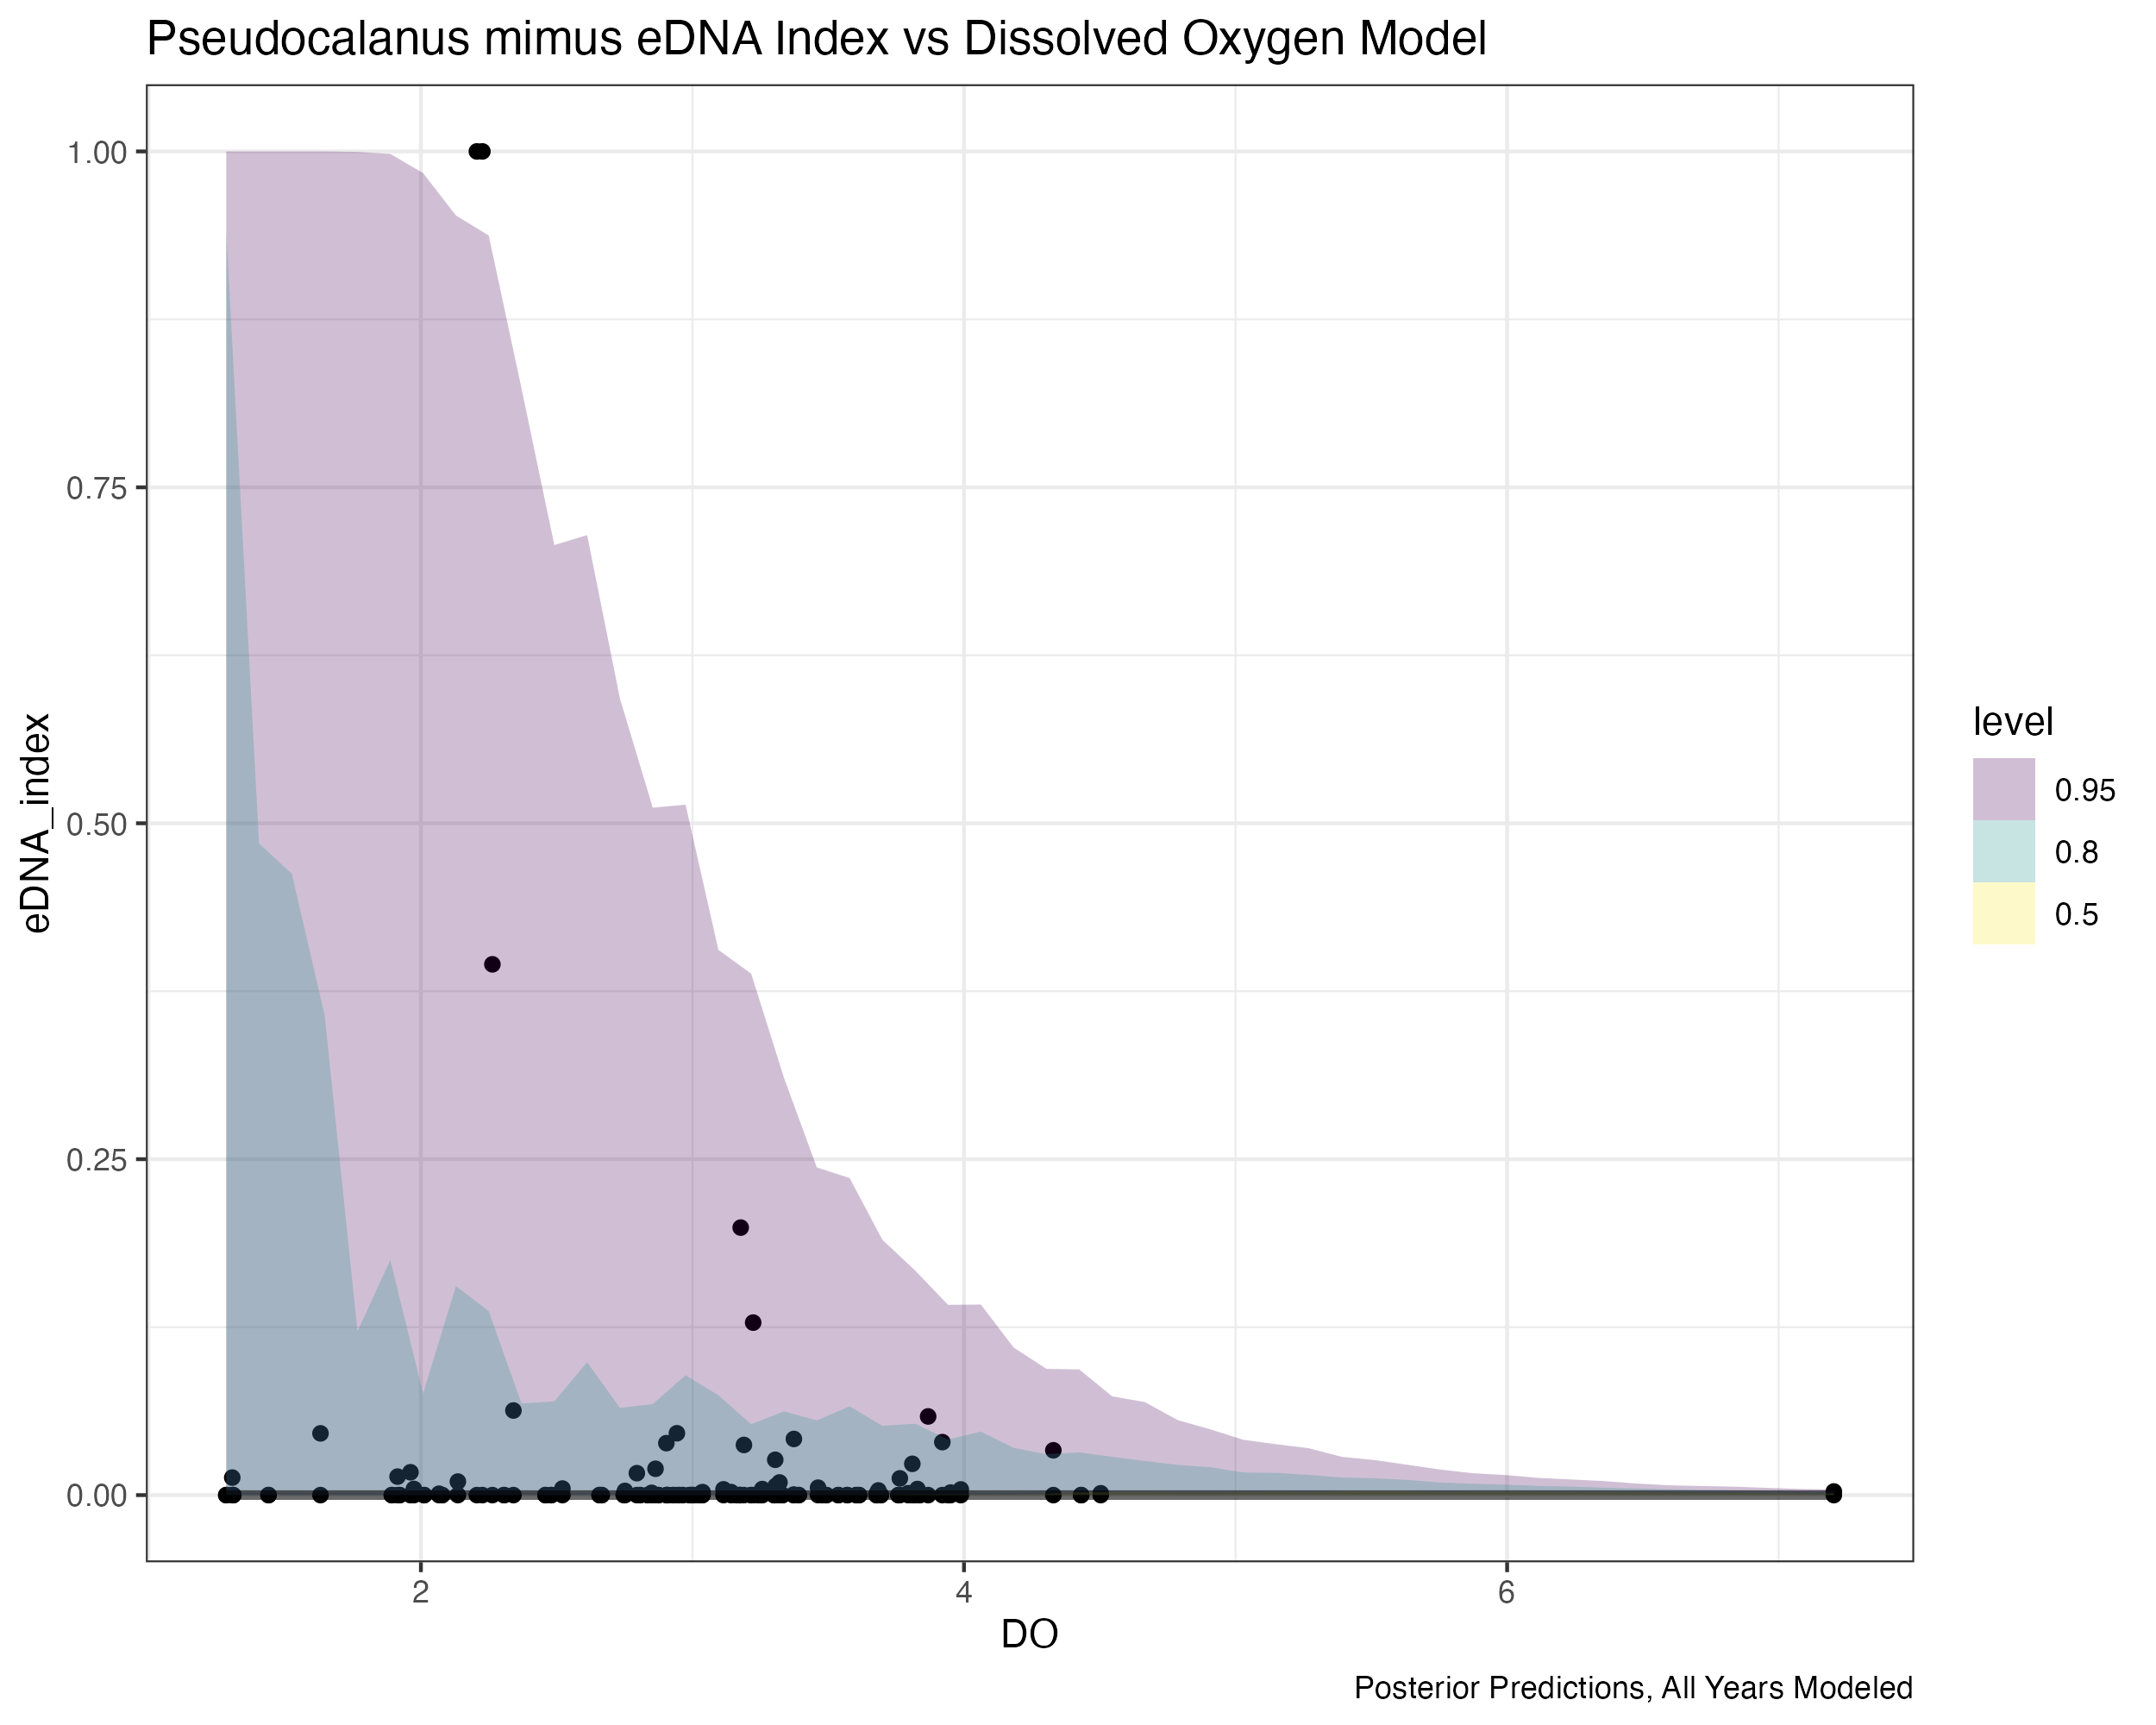 Pseudocalanus mimus eDNA Index vs Dissolved Oxygen Model
1.00
0.75
0.50
0.25
0.00
eDNA_index
2
4
6
DO
level
0.95
0.8
0.5
Posterior Predictions, All Years Modeled